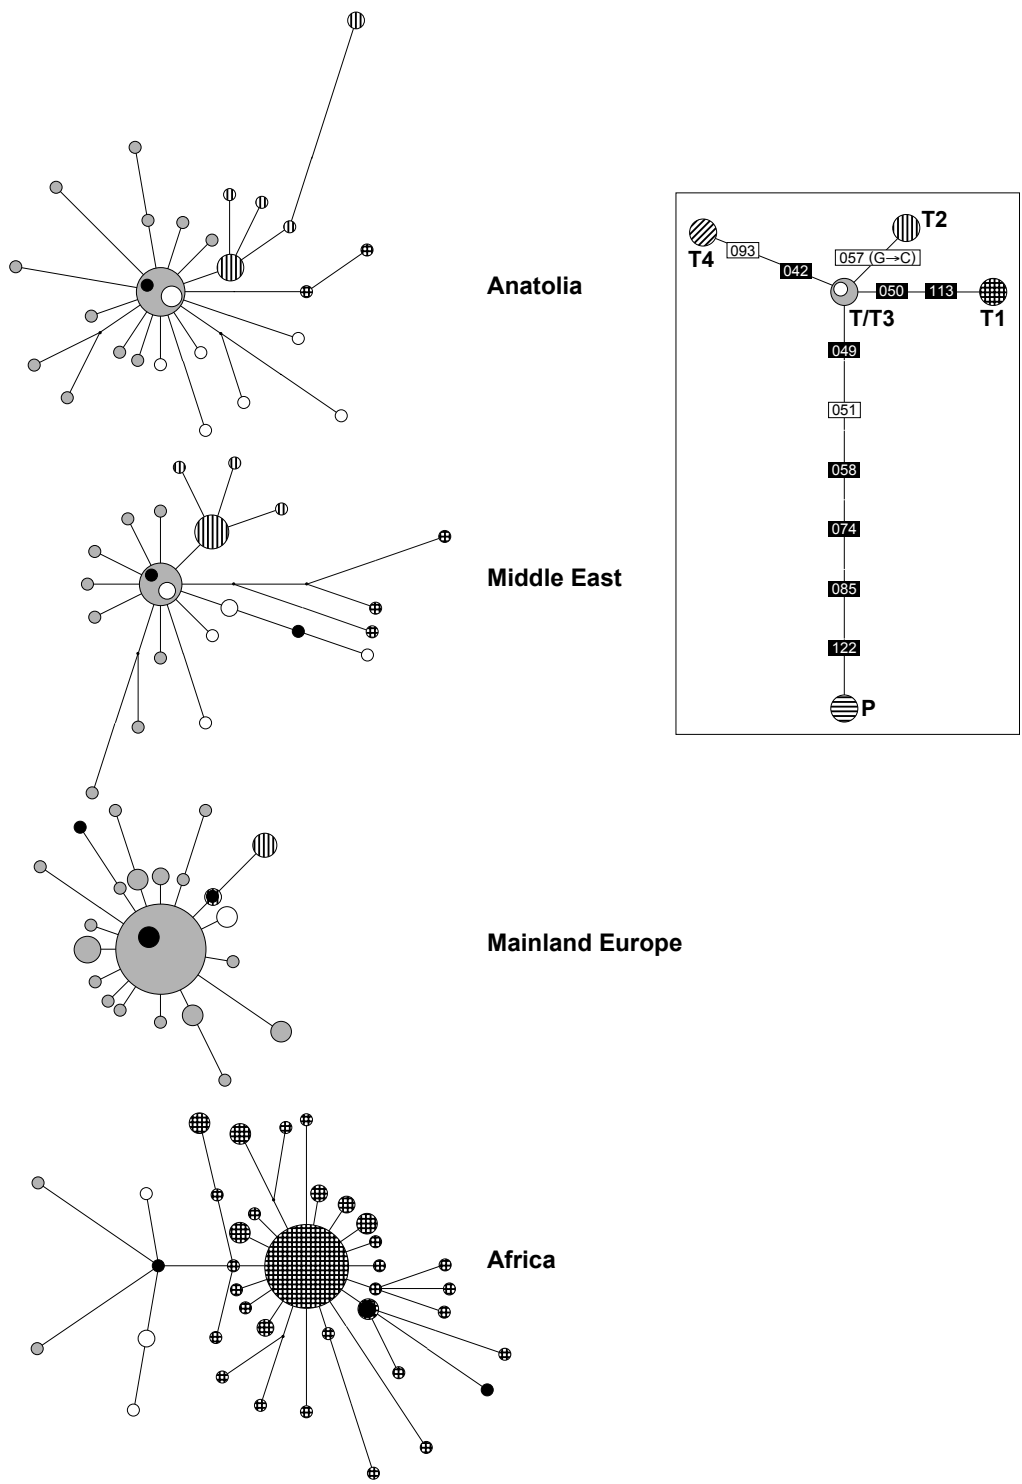 Anatolia
Middle East
Mainland Europe
Africa
T2
T4
093
057 (G→C)
042
T/T3
050
113
T1
049
051
058
074
085
122
P